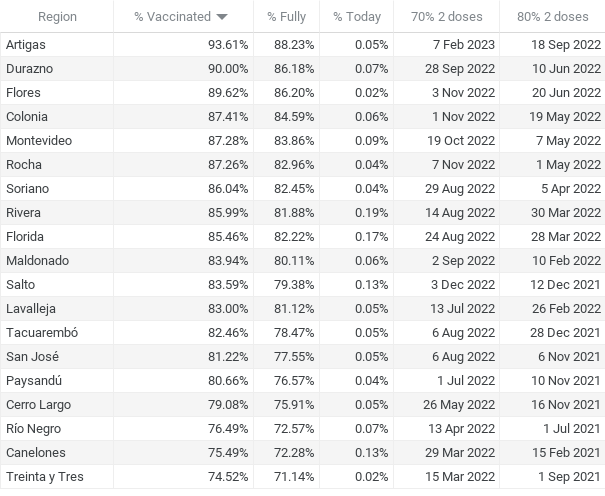 Region % Vaccinated % Fully % Today 70% 2 doses 80% 2 doses
Artigas 93.61% 88.23% 0.05% 7 Feb 2023 18 Sep 2022
Durazno 90.00% 86.18% 0.07% 28 Sep 2022 10 Jun 2022
Flores 89.62% 86.20% 0.02% 3 Nov 2022 20 Jun 2022
Colonia 87.41% 84.59% 0.06% 1 Nov 2022 19 May 2022
Montevideo 87.28% 83.86% 0.09% 19 Oct 2022 7 May 2022
Rocha 87.26% 82.96% 0.04% 7 Nov 2022 1 May 2022
Soriano 86.04% 82.45% 0.04% 29 Aug 2022 5 Apr 2022
Rivera 85.99% 81.88% 0.19% 14 Aug 2022 30 Mar 2022
Florida 85.46% 82.22% 0.17% 24 Aug 2022 28 Mar 2022
Maldonado 83.94% 80.11% 0.06% 2 Sep 2022 10 Feb 2022
Salto 83.59% 79.38% 0.13% 3 Dec 2022 12 Dec 2021
Lavalleja 83.00% 81.12% 0.05% 13 Jul 2022 26 Feb 2022
Tacuarembó 82.46% 78.47% 0.05% 6 Aug 2022 28 Dec 2021
San José 81.22% 77.55% 0.05% 6 Aug 2022 6 Nov 2021
Paysandú 80.66% 76.57% 0.04% 1 Jul 2022 10 Nov 2021
Cerro Largo 79.08% 75.91% 0.05% 26 May 2022 16 Nov 2021
Río Negro 76.49% 72.57% 0.07% 13 Apr 2022 1 Jul 2021
Canelones 75.49% 72.28% 0.13% 29 Mar 2022 15 Feb 2021
Treinta y Tres 74.52% 71.14% 0.02% 15 Mar 2022 1 Sep 2021